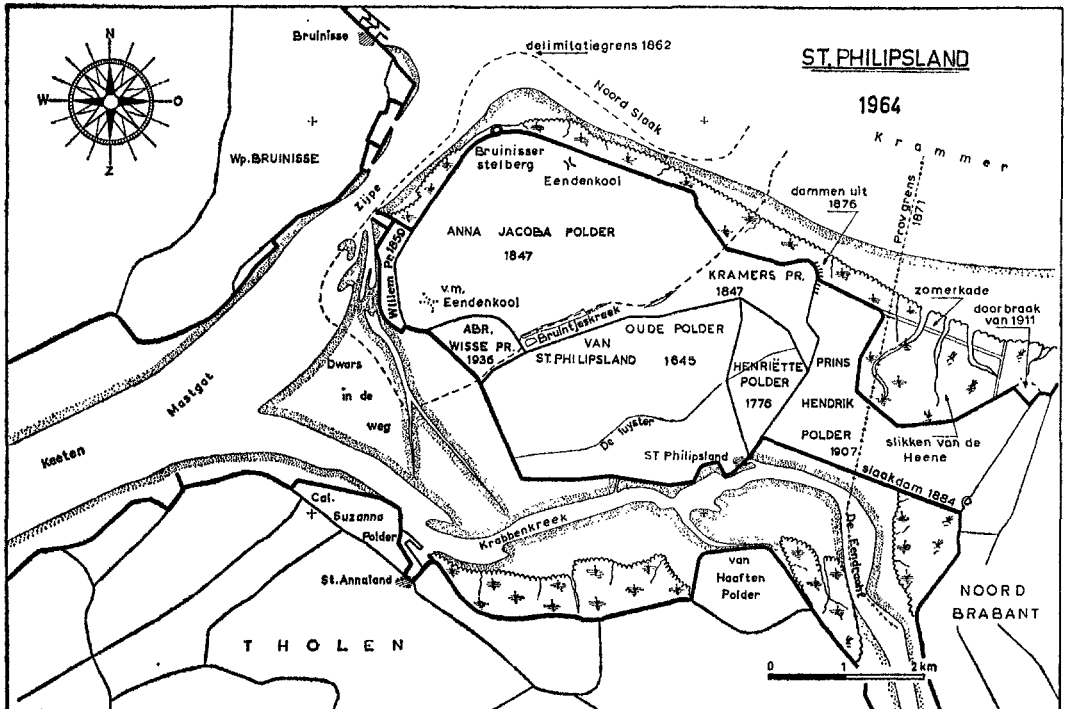 ST. PHILIPSLAND
1964
N
W
O
Z
Bruinisse
delimitatiegrens 1862
Noord Slaak
Krammer
Wp. BRUINISSE
Bruinisser
stelberg
Eendenkooi
dammen uit
1876
Prov grens
1871
Zijpe
ANNA JACOBA POLDER
1847
Willem Pr. 1850
v.m.
Eendenkooi
KRAMERS PR.
1847
zomerkade
doorbraak
van 1911
Bruintjeskreek
ABR.
WISSE PR.
1936
OUDE POLDER
VAN
ST. PHILIPSLAND 1645
HENRIËTTE
POLDER
1776
PRINS
HENDRIK
POLDER
1907
Dwars
in de
weg
Mastgat
Keeten
De luyster
ST Philipsland
slikken van de
Heene
slaakdam 1884
Cal.
Suzanna
Polder
Krabbenkreek
De Eendracht
St. Annaland
van
Haaften
Polder
NOORD
BRABANT
THOLEN
0 1 2 km